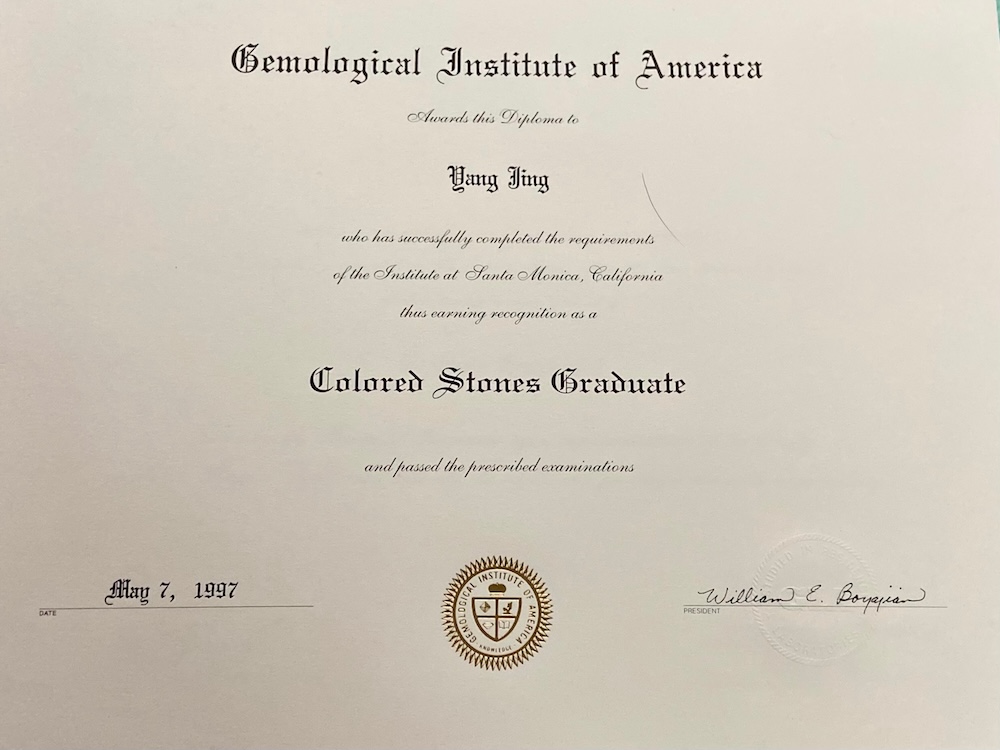 Gemological Institute of America
Awards this Diploma to
Yang Jing
who has successfully completed the requirements
of the Institute at Santa Monica, California
thus earning recognition as a
Colored Stones Graduate
and passed the prescribed examinations
May 7, 1997
DATE
GEMOLOGICAL INSTITUTE OF AMERICA
KNOWLEDGE
William E. Boyajian
PRESIDENT